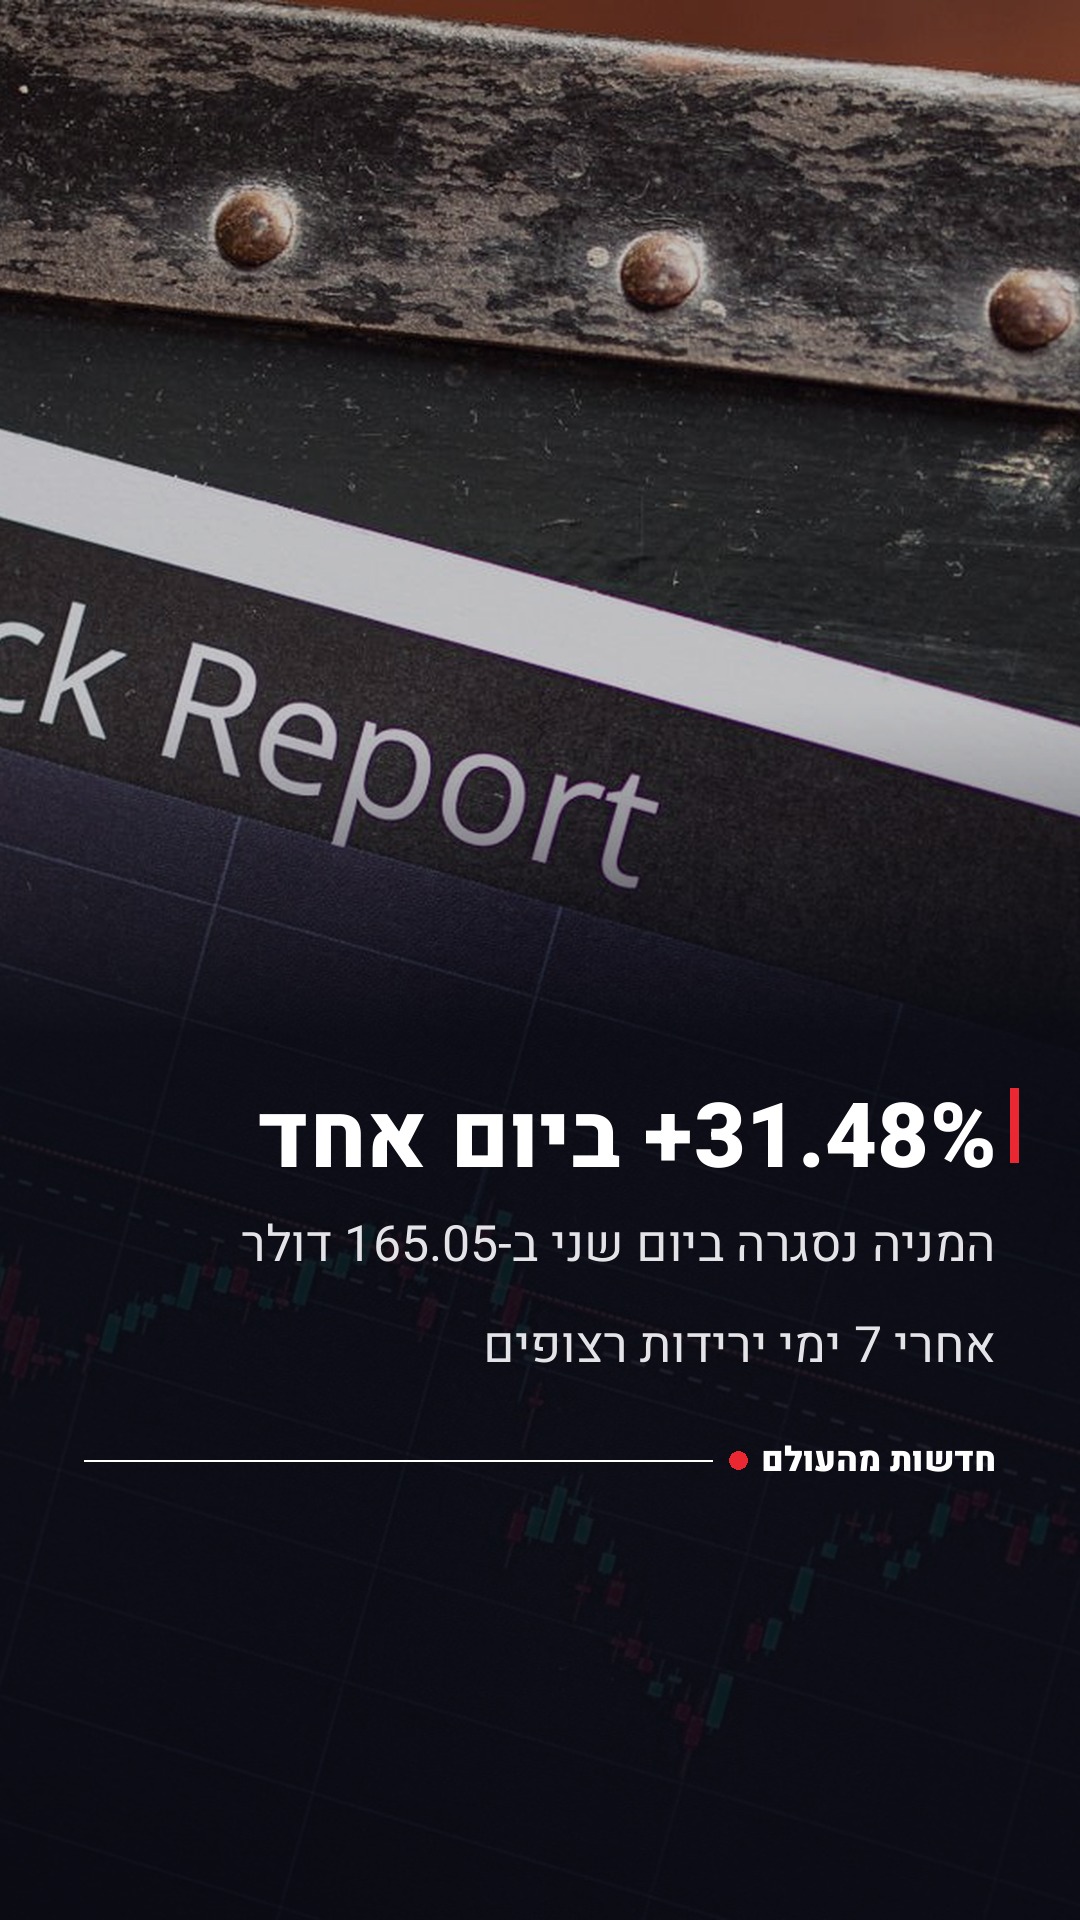 ck Report
+31.48% ביום אחד
המניה נסגרה ביום שני ב-165.05 דולר
אחרי 7 ימי ירידות רצופים
חדשות מהעולם